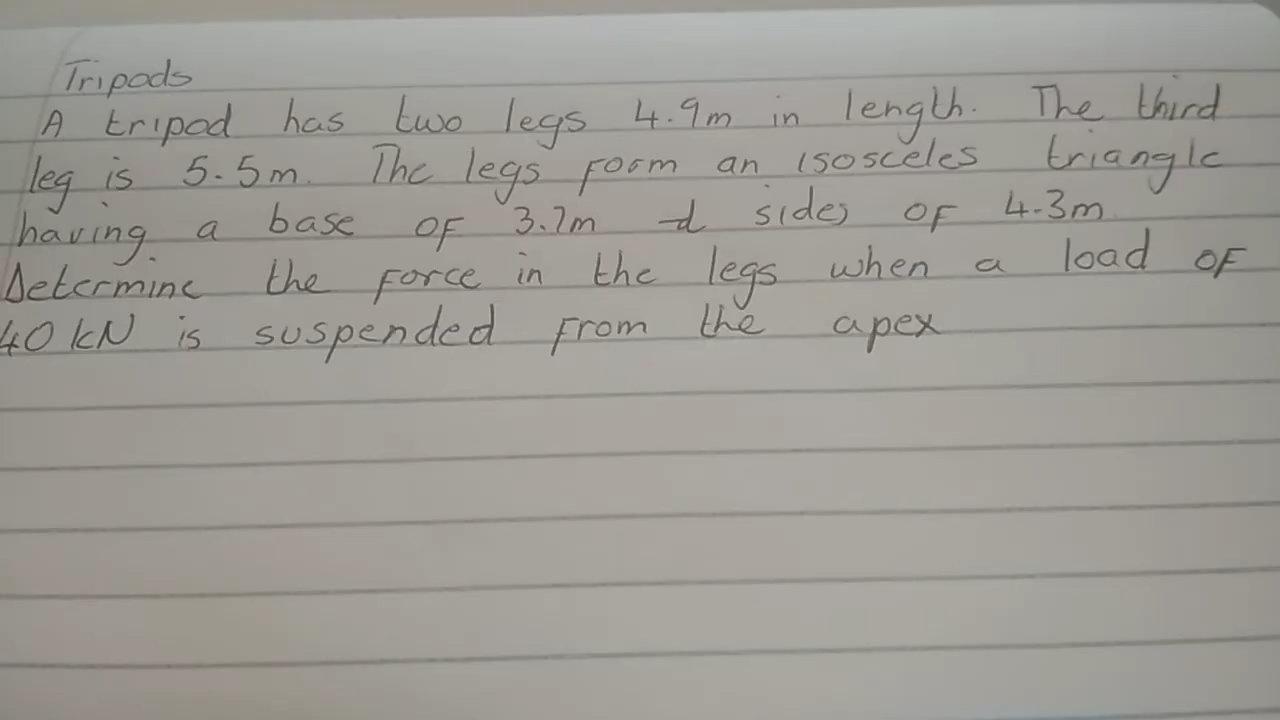 Tripods
A tripod has two legs 4.9m in length. The third
leg is 5.5m. The legs form an isosceles triangle
having a base of 3.7m d sides of 4.3m
Determine the force in the legs when a load of
40 kN is suspended from the apex